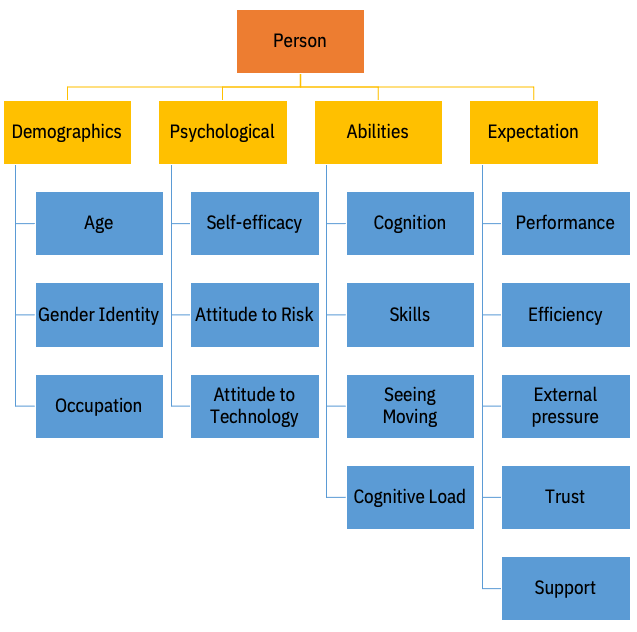 Person
Demographics
Psychological
Abilities
Expectation
Age
Self-efficacy
Cognition
Performance
Gender Identity
Attitude to Risk
Skills
Efficiency
Occupation
Attitude to
Technology
Seeing
Moving
External
pressure
Cognitive Load
Trust
Support